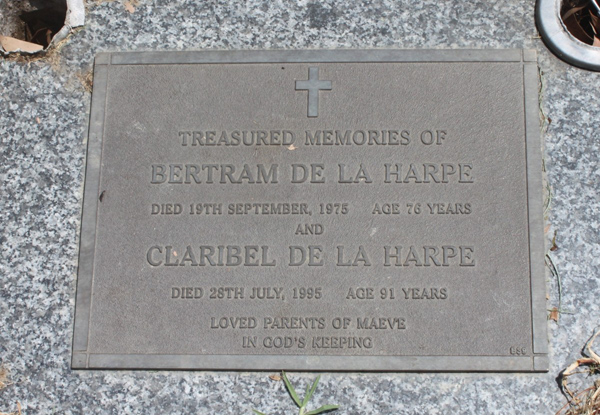 TREASURED MEMORIES OF
BERTRAM DE LA HARPE
DIED 19TH SEPTEMBER, 1975 AGE 76 YEARS
AND
CLARIBEL DE LA HARPE
DIED 28TH JULY, 1995 AGE 91 YEARS
LOVED PARENTS OF MAEVE
IN GOD'S KEEPING